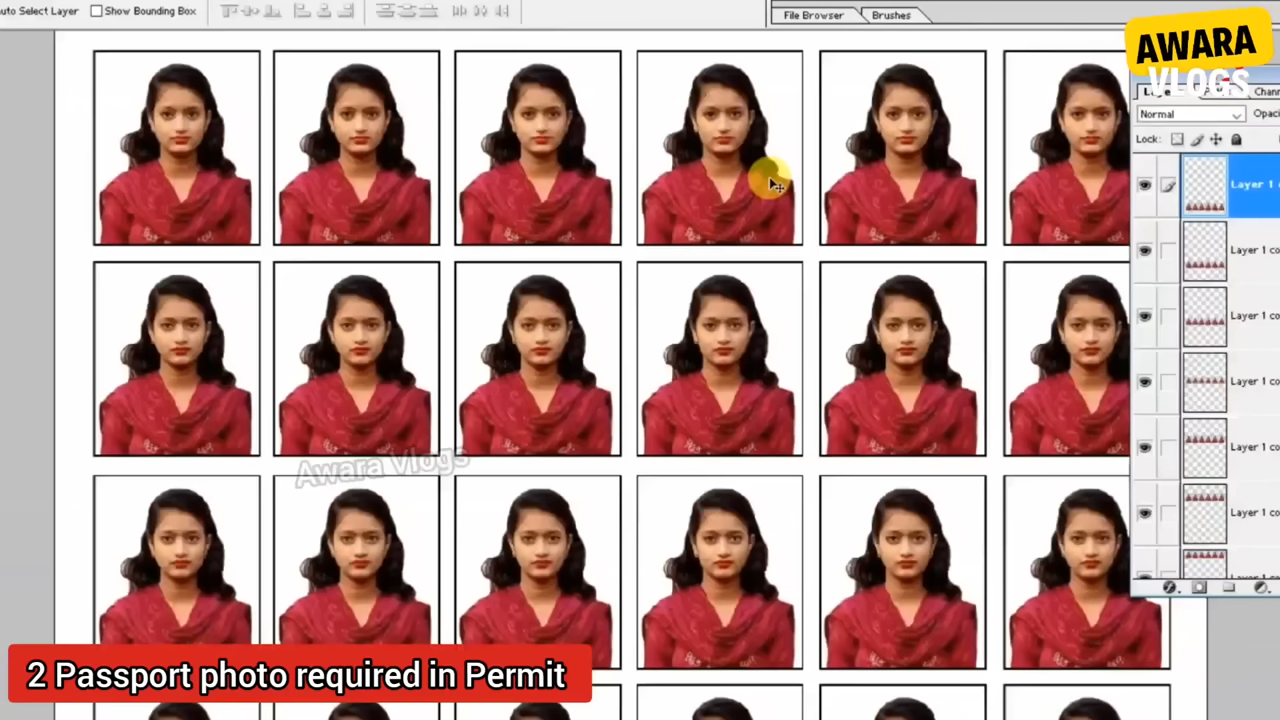 uto Select Layer
Show Bounding Box
File Browser
Brushes
AWARA
VLOGS
Chann
Normal
Opaci
Lock:
Layer 1
Layer 1 co
Layer 1 co
Layer 1 co
Layer 1 co
Layer 1 co
Awara Vlogs
2 Passport photo required in Permit